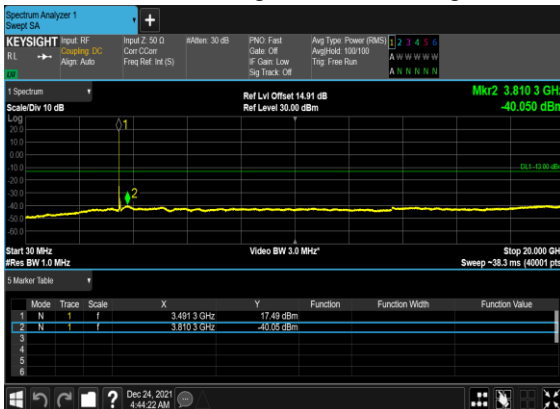 Spectrum Analyzer 1
Swept SA
+
KEYSIGHT Input: RF Input Z: 50 Ω #Atten: 30 dB PNO: Fast Avg Type: Power (RMS) 1 2 3 4 5 6
RL Coupling: DC Corr CCorr Gate: Off Avg|Hold: 100/100 A W W W W W
Align: Auto Freq Ref: Int (S) IF Gain: Low Trig: Free Run
Sig Track: Off A N N N N N
1 Spectrum Ref Lvl Offset 14.91 dB Mkr2 3.810 3 GHz
Scale/Div 10 dB Ref Level 30.00 dBm -40.050 dBm
Log
20.0
10.0
0.00
-10.0
-20.0
-30.0
-40.0
-50.0
-60.0
1
DL1 -13.00 dBm
2
Start 30 MHz Video BW 3.0 MHz* Stop 20.000 GH
#Res BW 1.0 MHz Sweep ~38.3 ms (40001 pts
5 Marker Table
Mode Trace Scale X Y Function Function Width Function Value
1 N 1 f 3.491 3 GHz 17.49 dBm
2 N 1 f 3.810 3 GHz -40.05 dBm
3
4
5
6
? Dec 24, 2021
4:44:22 AM